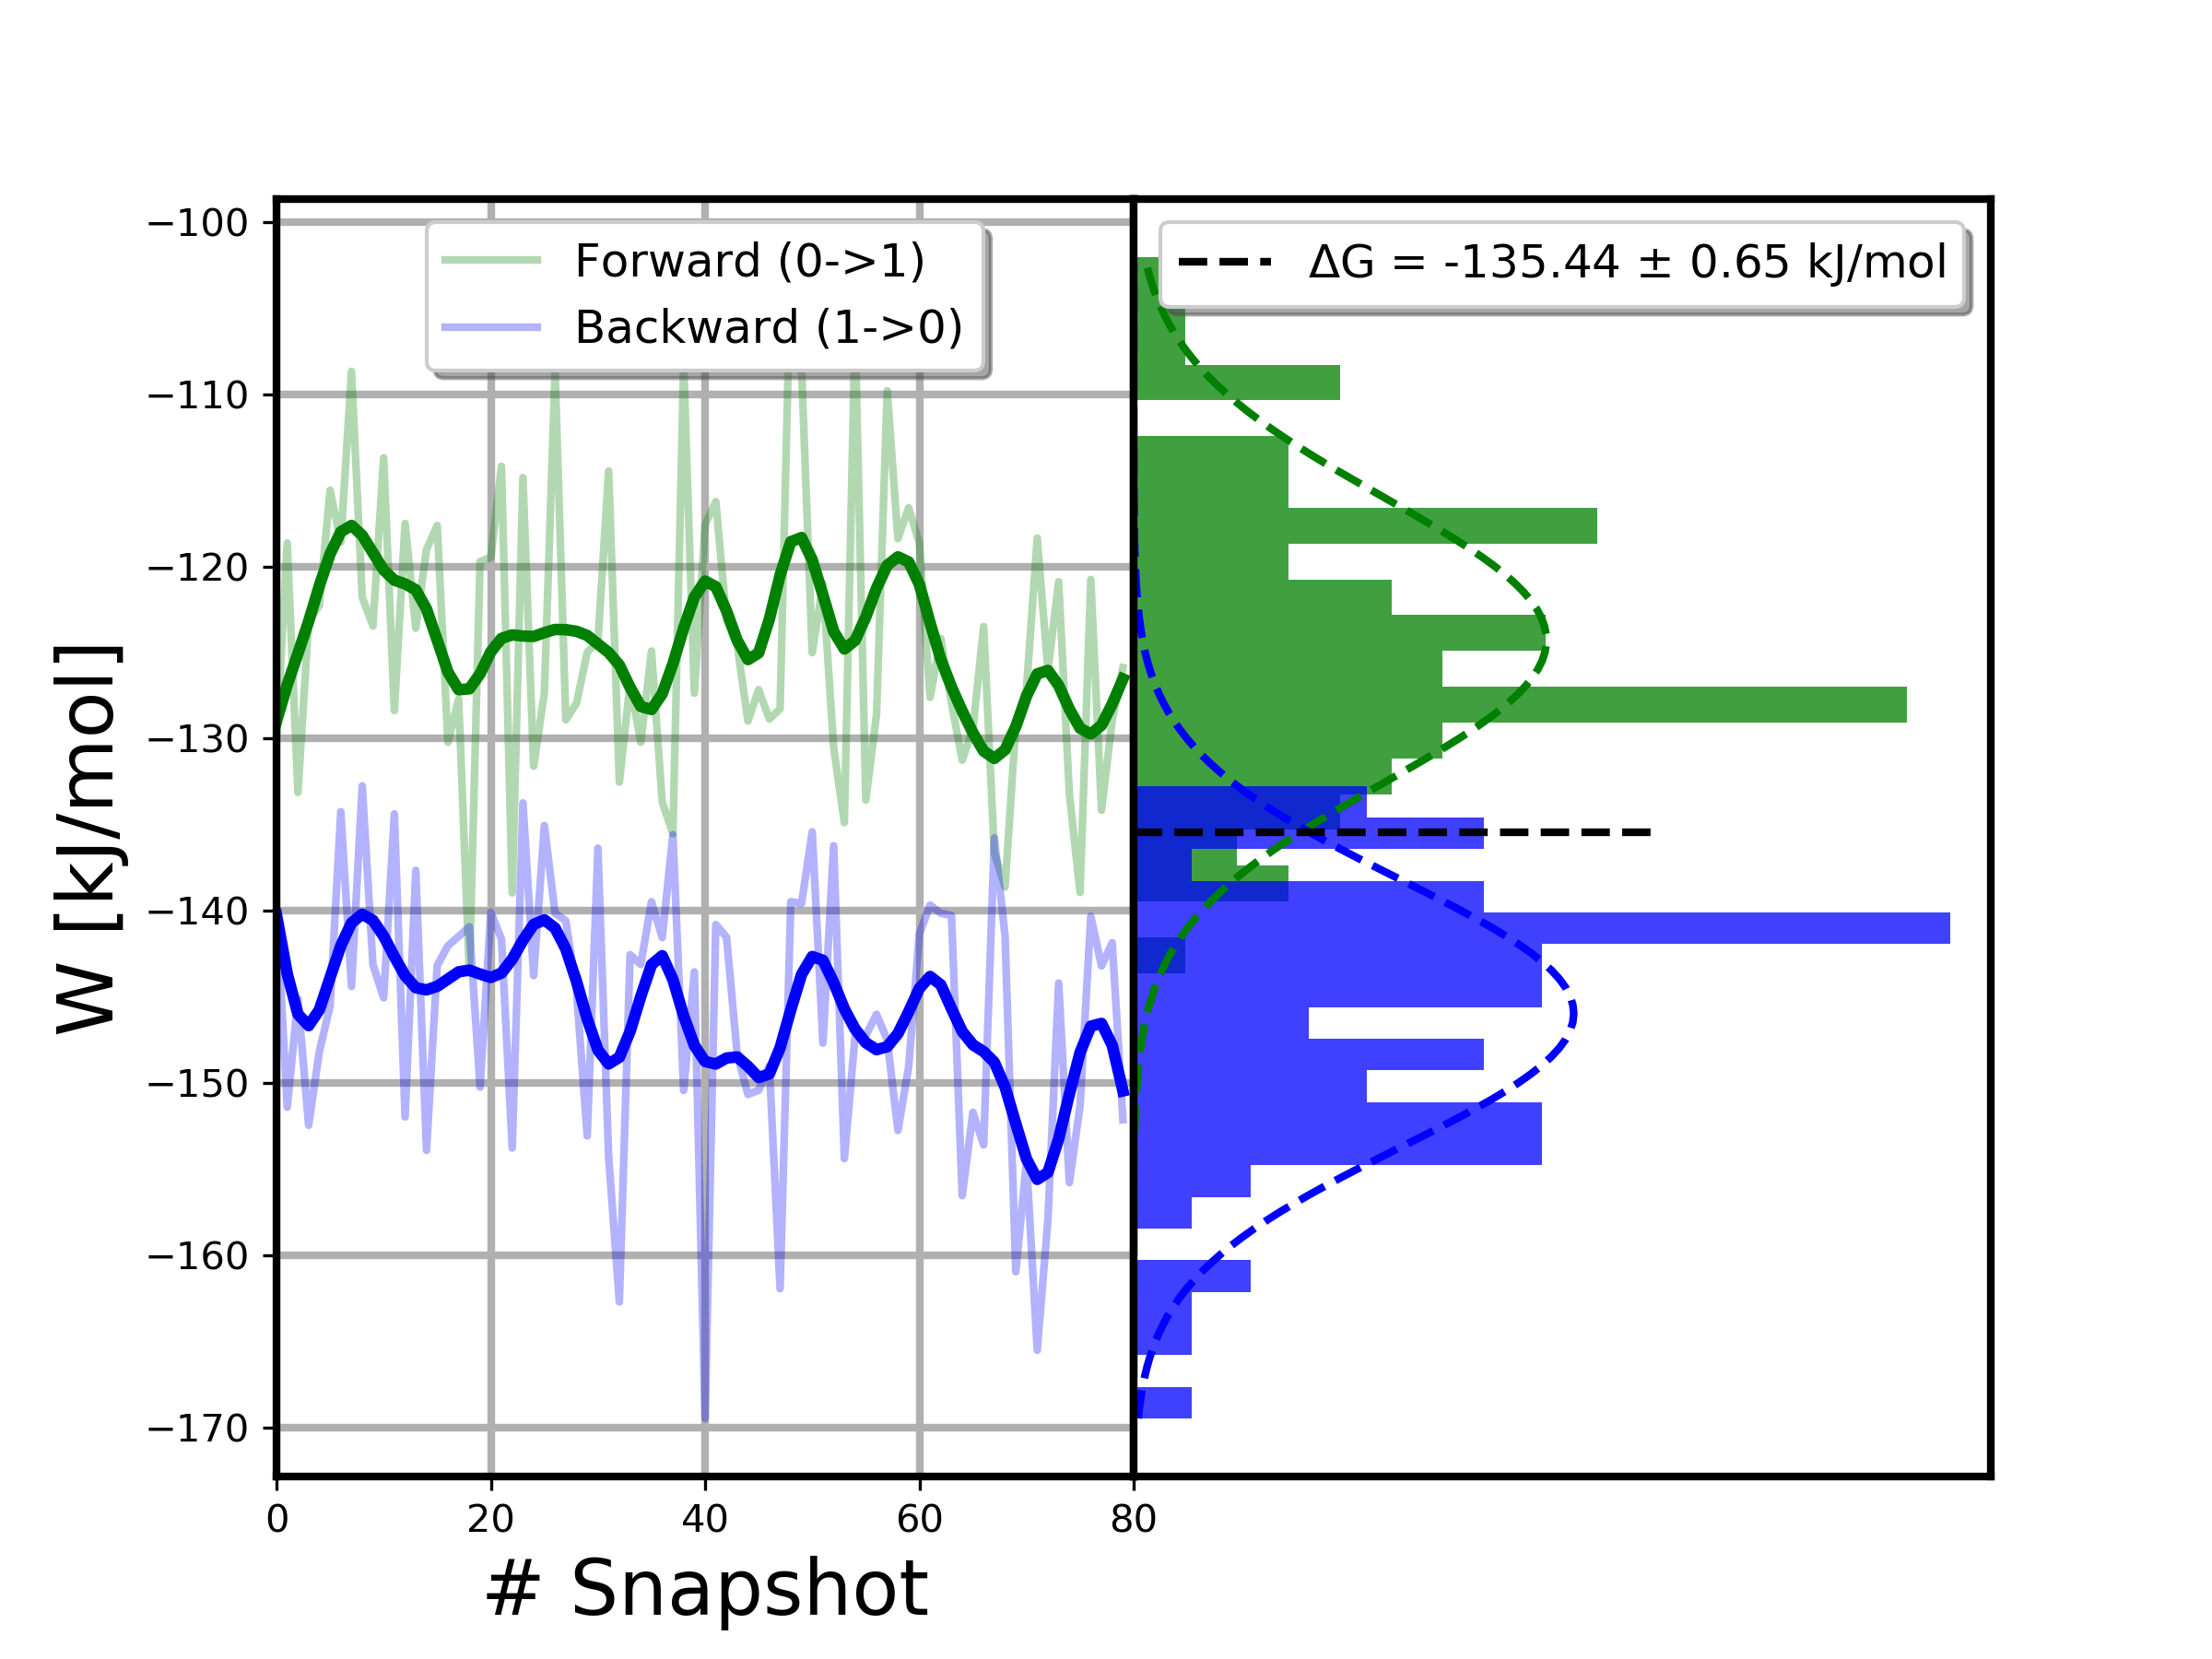 Forward (0->1)
Backward (1->0)
ΔG = -135.44 ± 0.65 kJ/mol
−100
−110
−120
−130
−140
−150
−160
−170
W [kJ/mol]
0
20
40
60
80
# Snapshot